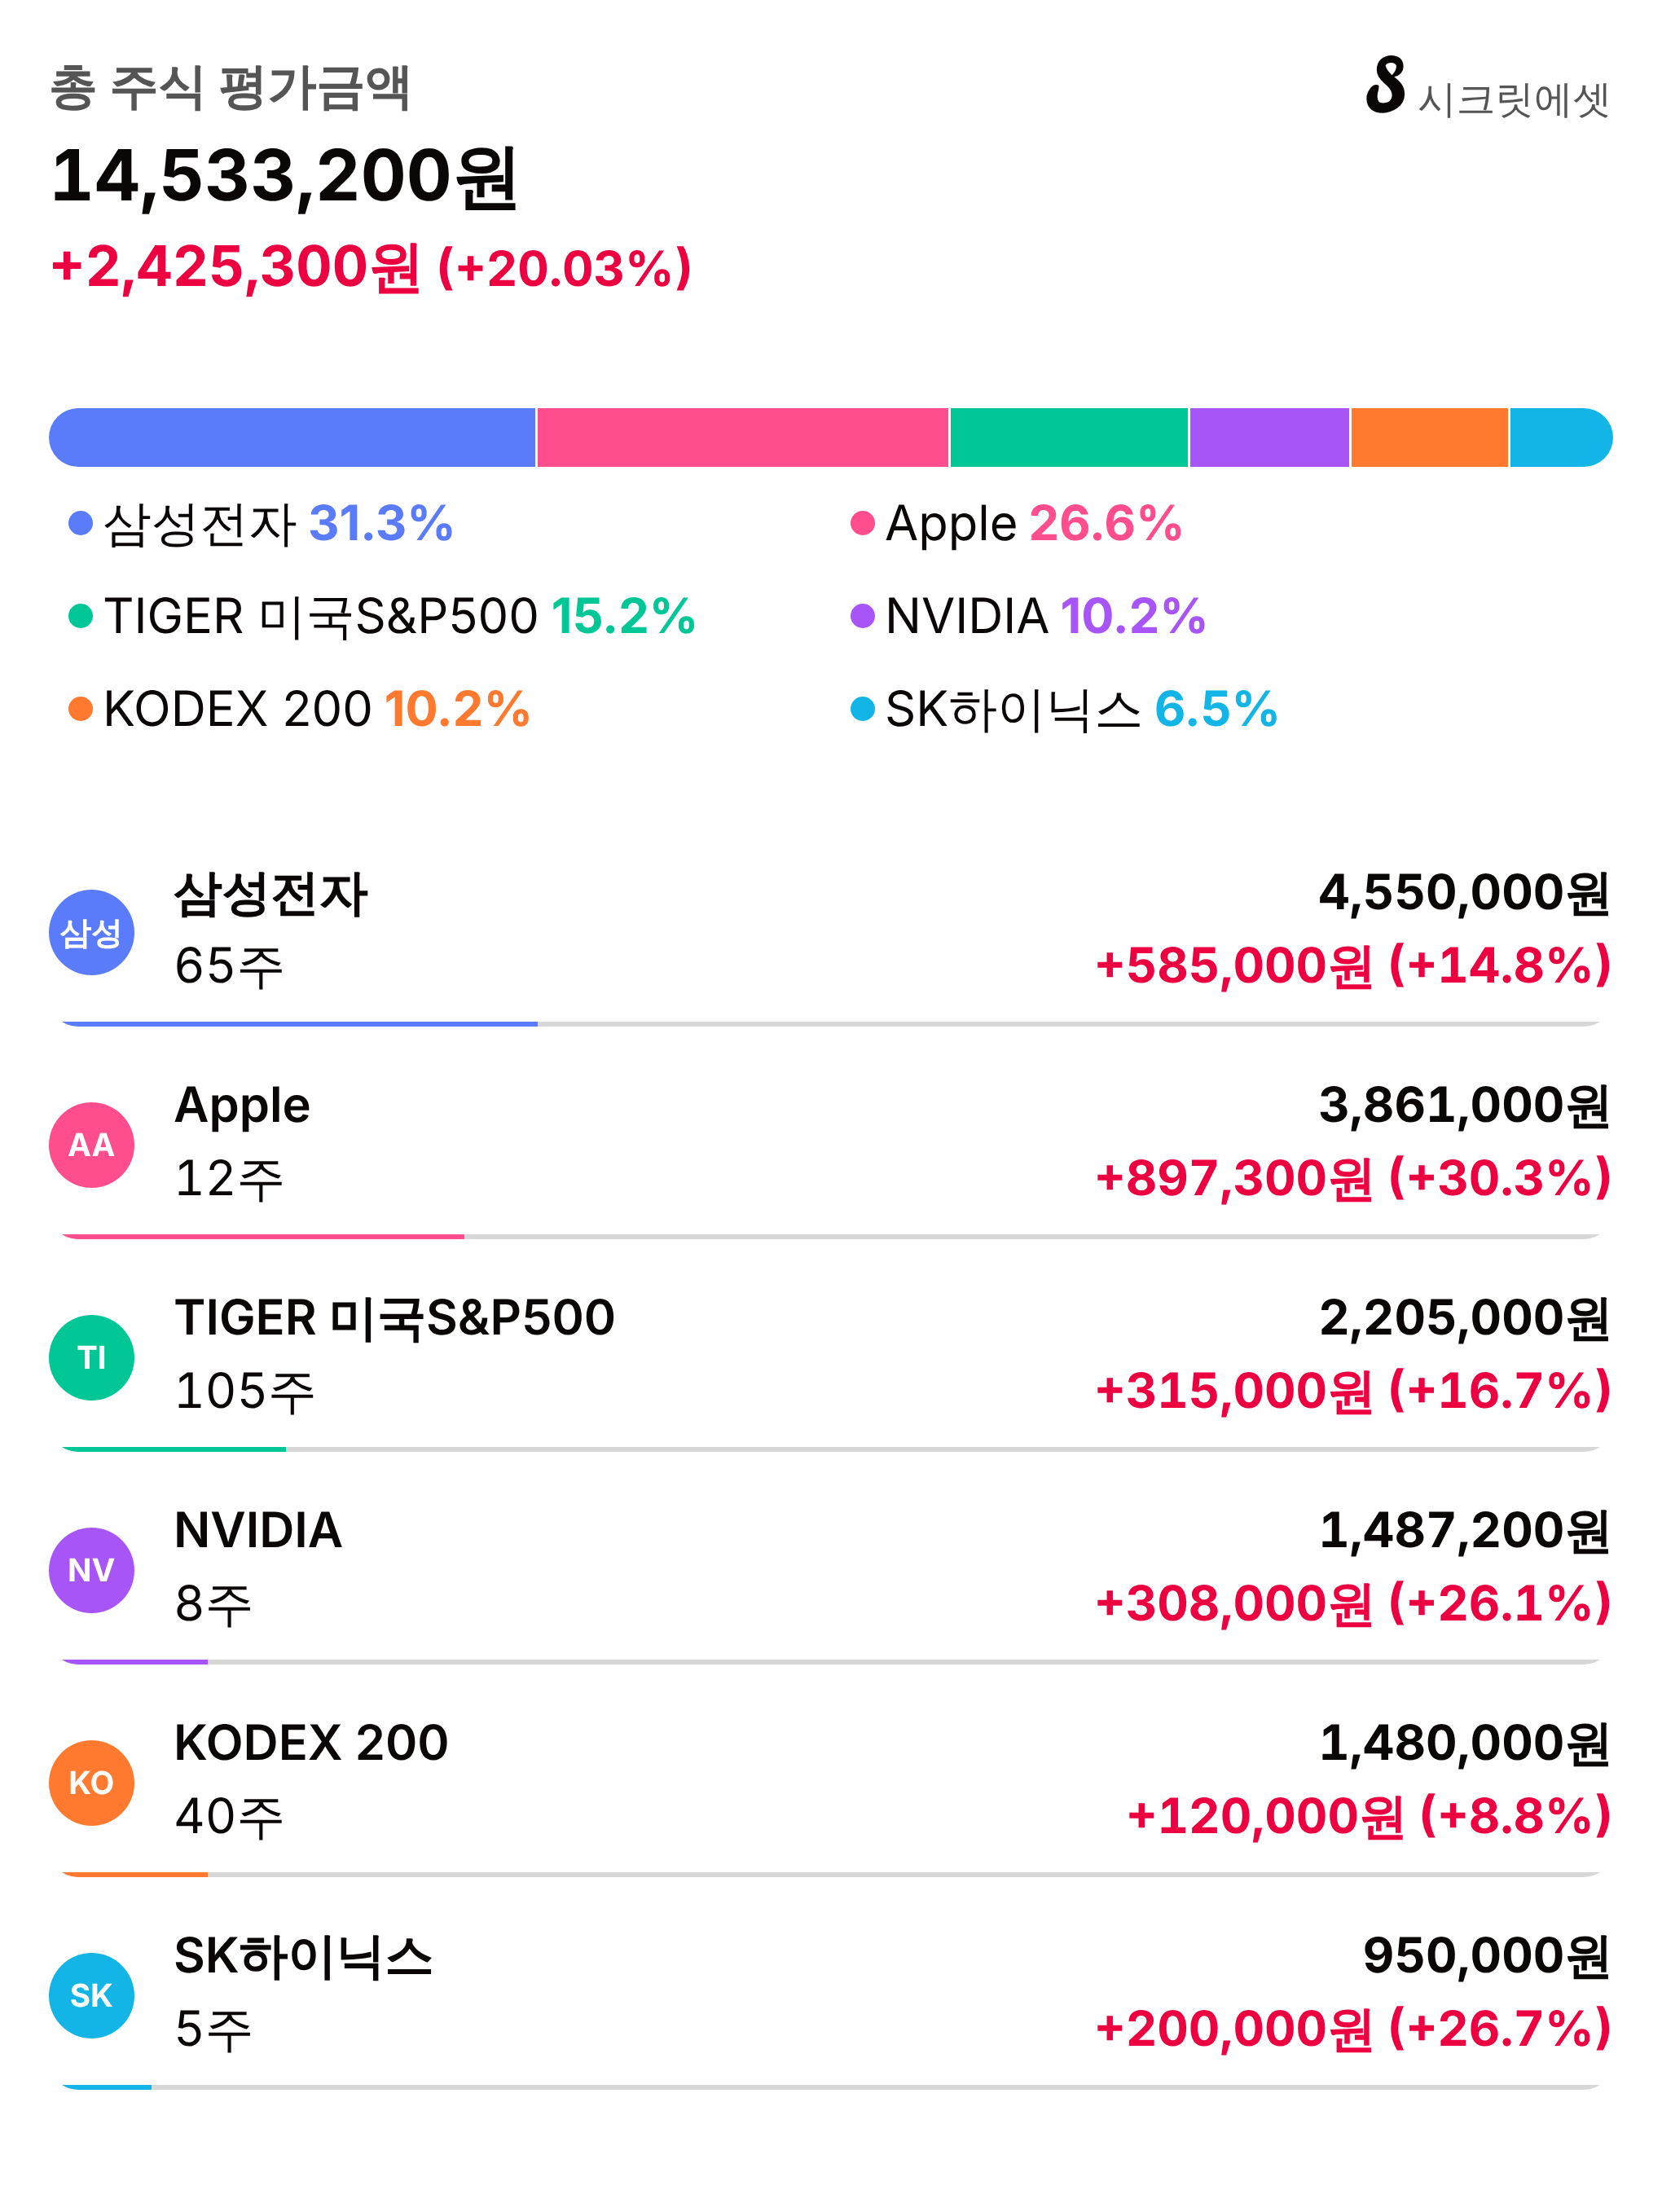 총 주식 평가금액
S 시크릿에셋
14,533,200원
+2,425,300원 (+20.03%)
삼성전자 31.3%
Apple 26.6%
TIGER 미국S&P500 15.2%
NVIDIA 10.2%
KODEX 200 10.2%
SK하이닉스 6.5%
삼성
삼성전자
4,550,000원
65주
+585,000원 (+14.8%)
AA
Apple
3,861,000원
12주
+897,300원 (+30.3%)
TI
TIGER 미국S&P500
2,205,000원
105주
+315,000원 (+16.7%)
NV
NVIDIA
1,487,200원
8주
+308,000원 (+26.1%)
KO
KODEX 200
1,480,000원
40주
+120,000원 (+8.8%)
SK
SK하이닉스
950,000원
5주
+200,000원 (+26.7%)